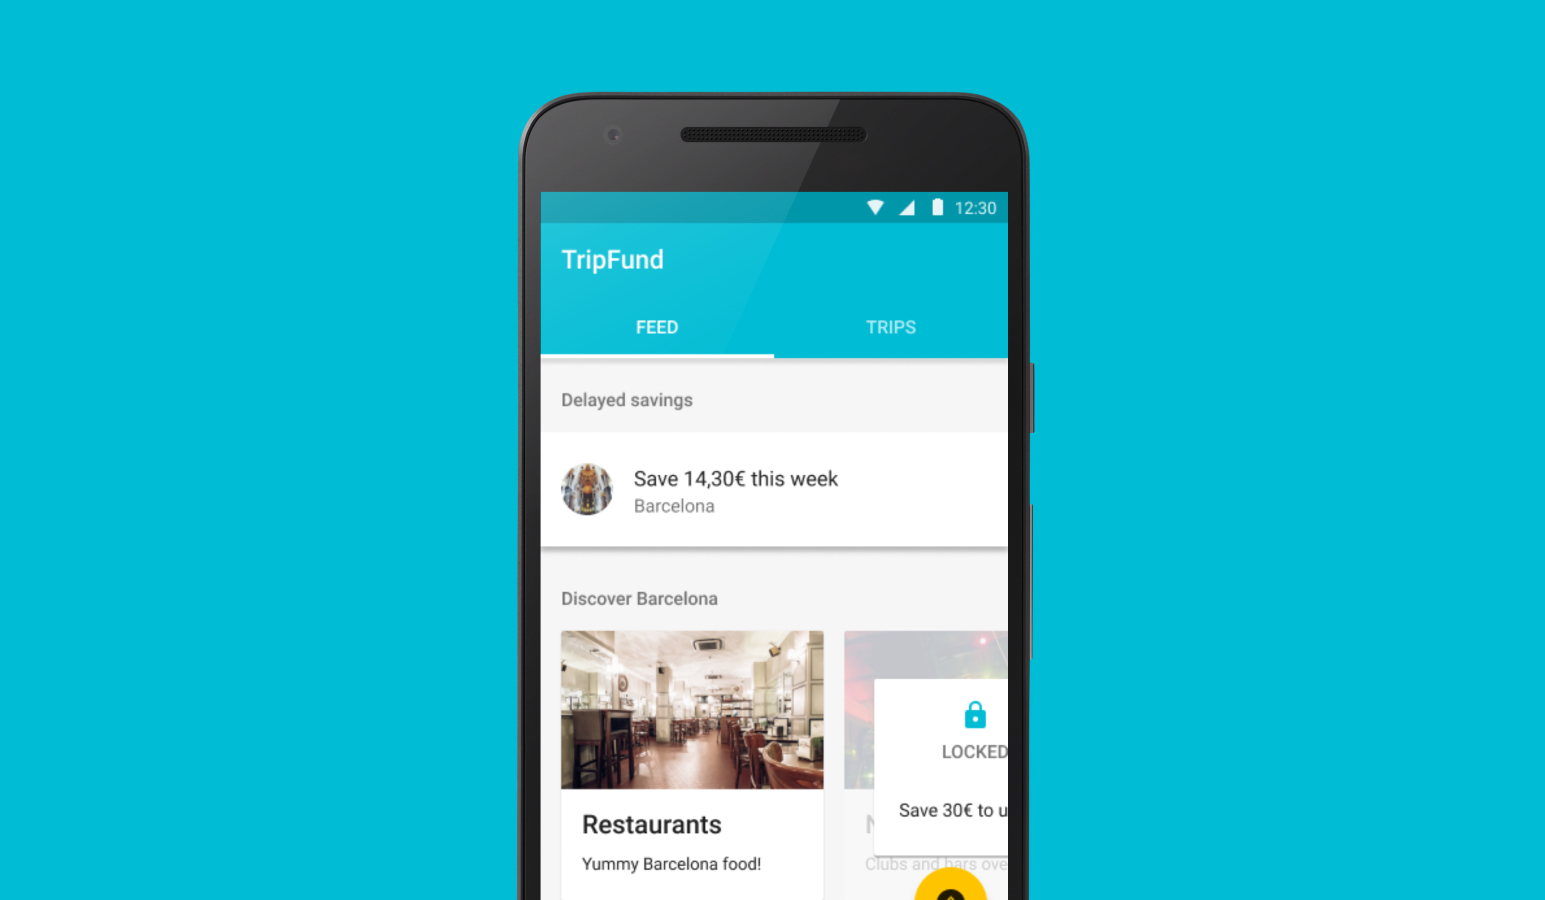 12:30
TripFund
FEED
TRIPS
Delayed savings
Save 14,30€ this week
Barcelona
Discover Barcelona
LOCKED
Save 30€ to
Restaurants
Yummy Barcelona food!
Clubs and bars